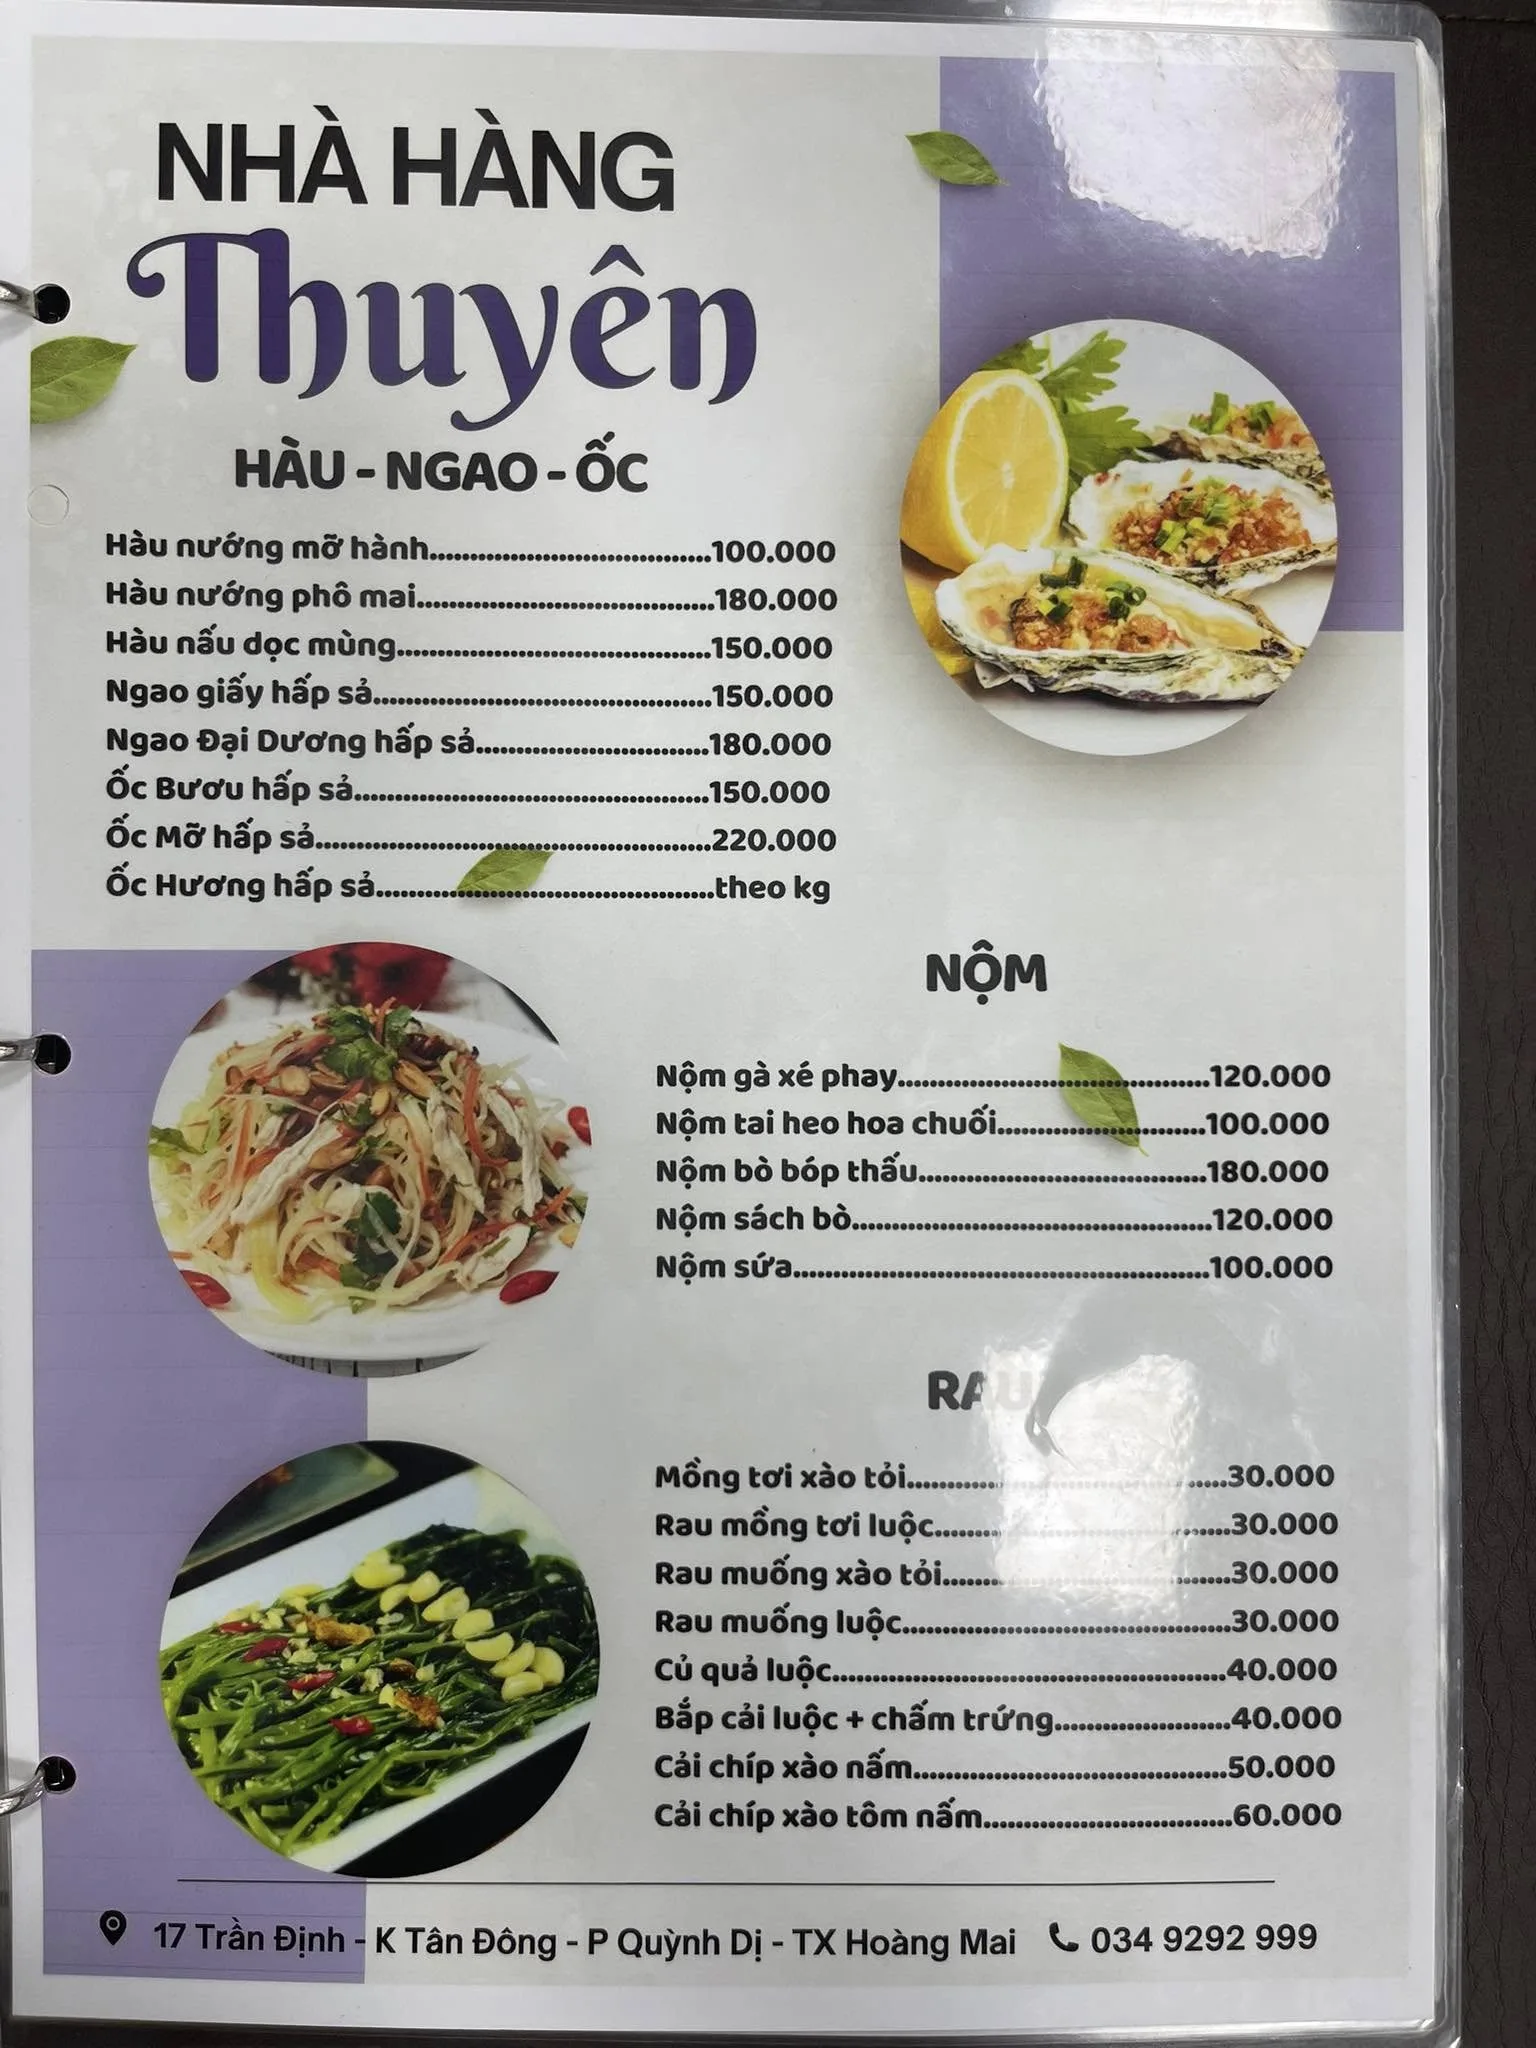 NHÀ HÀNG
Thuyên
HÀU - NGAO - ỐC
Hàu nướng mỡ hành....................................100.000
Hàu nướng phô mai.....................................180.000
Hàu nấu dọc mùng.......................................150.000
Ngao giấy hấp sả..........................................150.000
Ngao Đại Dương hấp sả.............................180.000
Ốc Bươu hấp sả............................................150.000
Ốc Mỡ hấp sả.................................................220.000
Ốc Hương hấp sả..........................................theo kg
NỘM
Nộm gà xé phay.......................................120.000
Nộm tai heo hoa chuối..........................100.000
Nộm bò bóp thấu....................................180.000
Nộm sách bò.............................................120.000
Nộm sứa....................................................100.000
RAU
Mồng tơi xào tỏi........................................30.000
Rau mồng tơi luộc.....................................30.000
Rau muống xào tỏi....................................30.000
Rau muống luộc.........................................30.000
Củ quả luộc.................................................40.000
Bắp cải luộc + chấm trứng......................40.000
Cải chíp xào nấm.......................................50.000
Cải chíp xào tôm nấm...............................60.000
17 Trần Định - K Tân Đông - P Quỳnh Dị - TX Hoàng Mai 034 9292 999